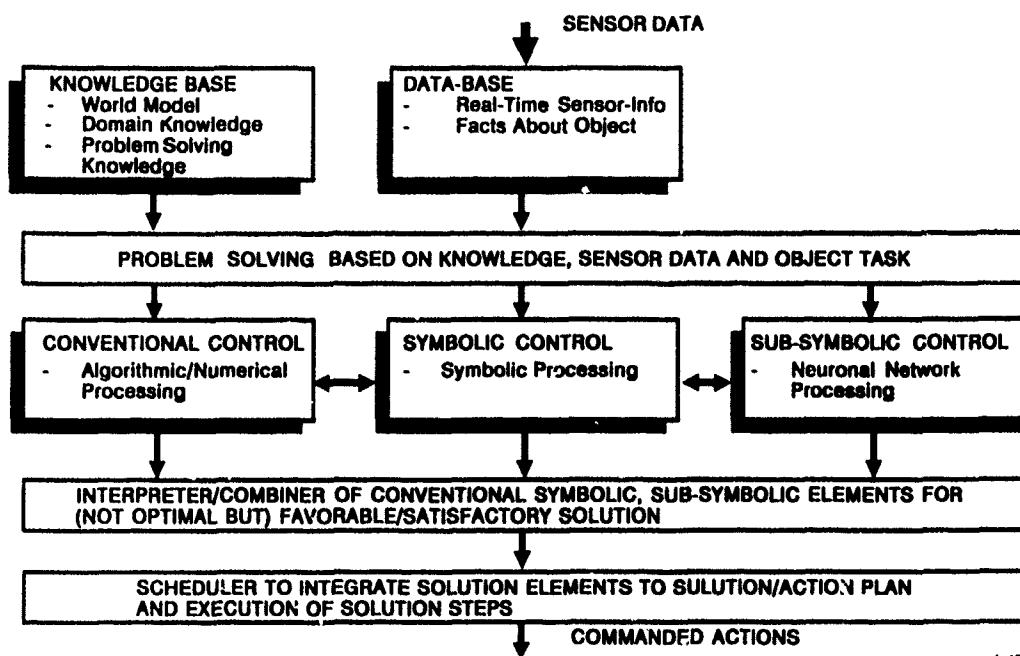 SENSOR DATA
KNOWLEDGE BASE
- World Model
- Domain Knowledge
- Problem Solving
Knowledge
DATA-BASE
- Real-Time Sensor-Info
- Facts About Object
PROBLEM SOLVING BASED ON KNOWLEDGE, SENSOR DATA AND OBJECT TASK
CONVENTIONAL CONTROL
- Algorithmic/Numerical
Processing
SYMBOLIC CONTROL
- Symbolic Processing
SUB-SYMBOLIC CONTROL
- Neuronal Network
Processing
INTERPRETER/COMBINER OF CONVENTIONAL SYMBOLIC, SUB-SYMBOLIC ELEMENTS FOR
(NOT OPTIMAL BUT) FAVORABLE/SATISFACTORY SOLUTION
SCHEDULER TO INTEGRATE SOLUTION ELEMENTS TO SULUTION/ACTION PLAN
AND EXECUTION OF SOLUTION STEPS
COMMANDED ACTIONS